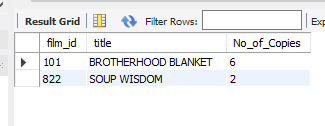 Result Grid Filter Rows: Exp
film_id title No_of_Copies
101 BROTHERHOOD BLANKET 6
822 SOUP WISDOM 2